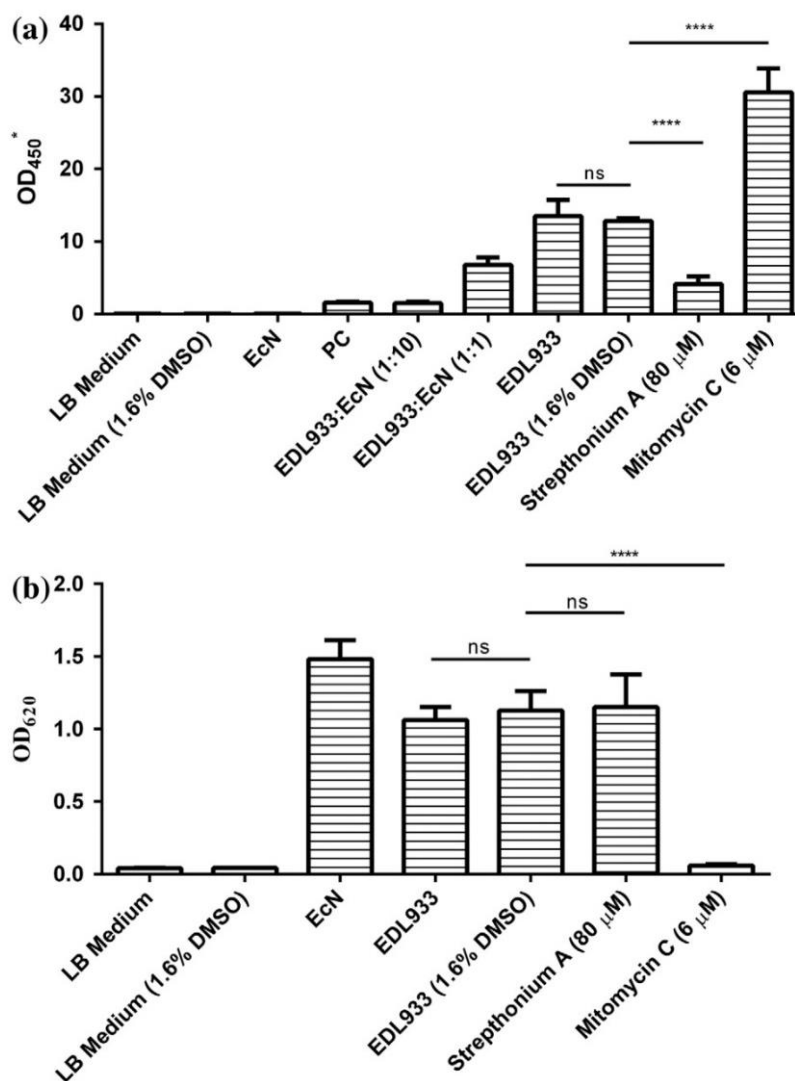 (a)
OD450*
40
30
20
10
0
****
****
ns
LB Medium
LB Medium (1.6% DMSO)
EcN
PC
EDL933:EcN (1:10)
EDL933:EcN (1:1)
EDL933
EDL933 (1.6% DMSO)
Strepthonium A (80 μM)
Mitomycin C (6 μM)
(b)
OD620
2.0
1.5
1.0
0.5
0.0
****
ns
ns
LB Medium
LB Medium (1.6% DMSO)
EcN
EDL933
EDL933 (1.6% DMSO)
Strepthonium A (80 μM)
Mitomycin C (6 μM)